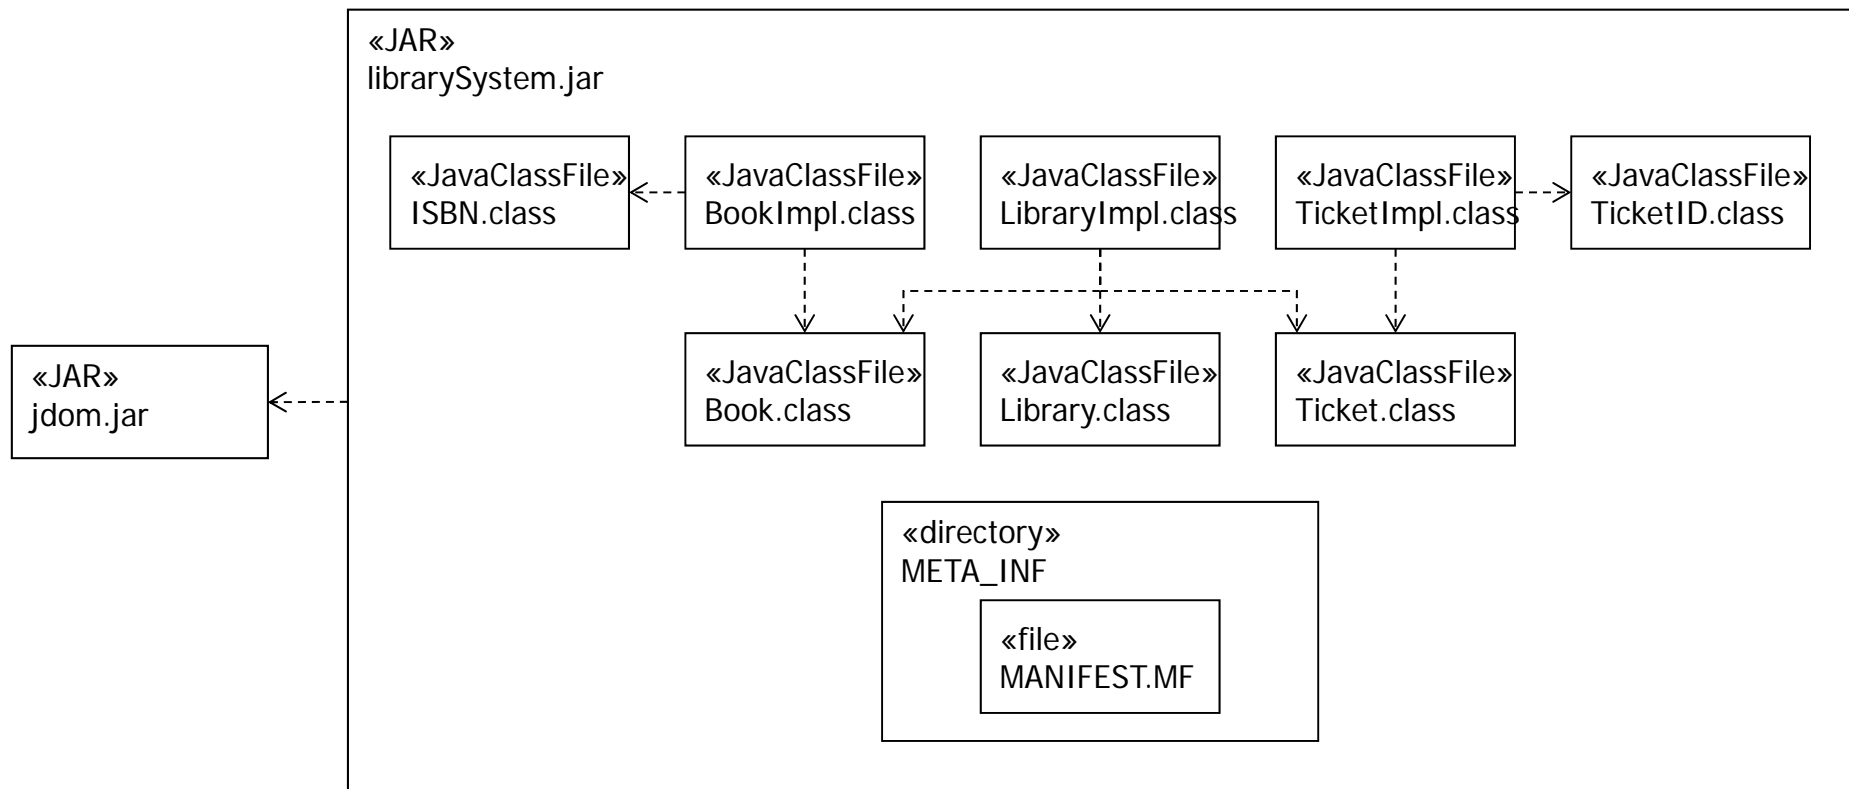 «JAR»
librarySystem.jar
«JavaClassFile»
ISBN.class
«JavaClassFile»
BookImpl.class
«JavaClassFile»
LibraryImpl.class
«JavaClassFile»
TicketImpl.class
«JavaClassFile»
TicketID.class
«JAR»
jdom.jar
«JavaClassFile»
Book.class
«JavaClassFile»
Library.class
«JavaClassFile»
Ticket.class
«directory»
META_INF
«file»
MANIFEST.MF